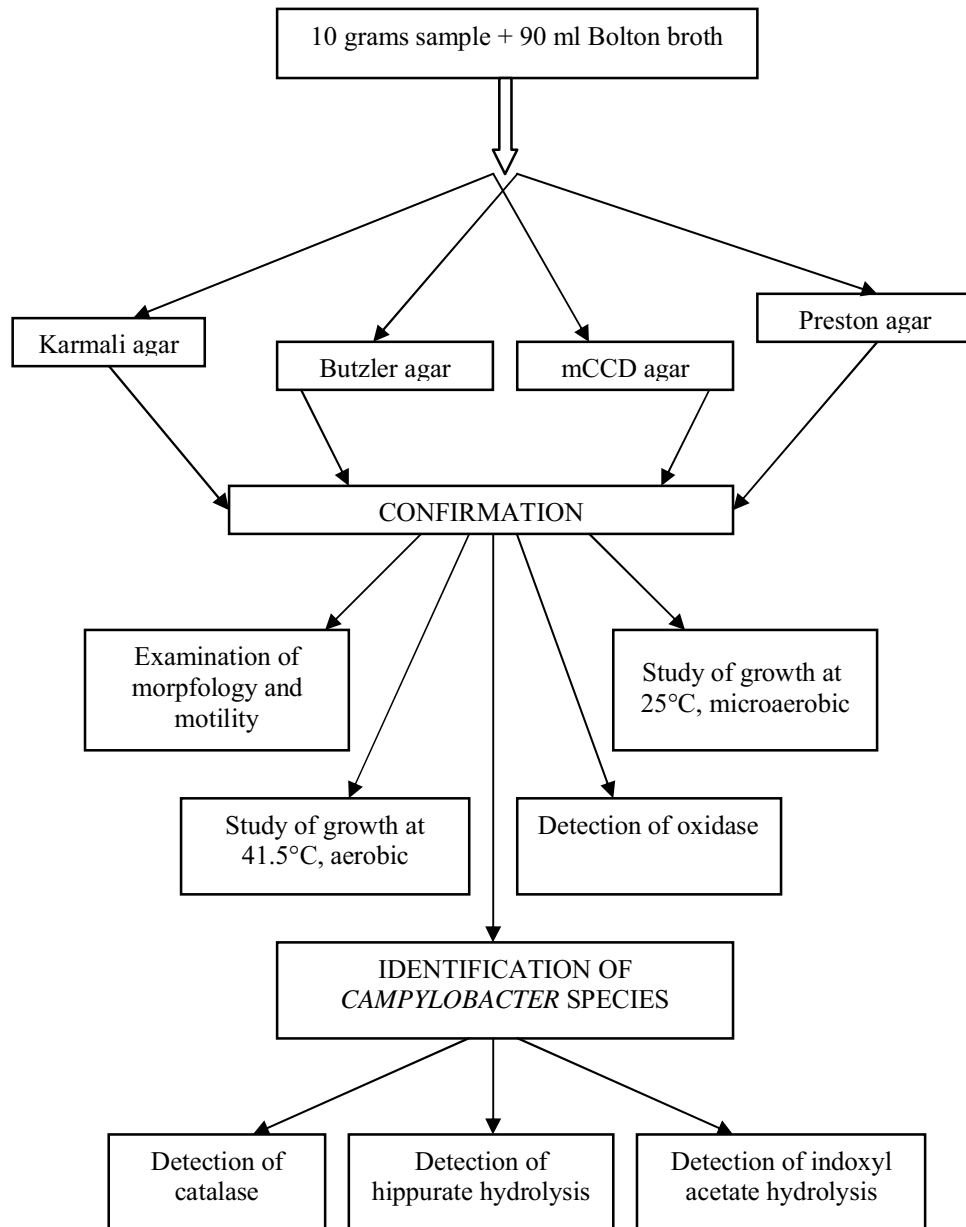 10 grams sample + 90 ml Bolton broth
Karmali agar
Butzler agar
mCCD agar
Preston agar
CONFIRMATION
Examination of
morpfology and
motility
Study of growth at
25°C, microaerobic
Study of growth at
41.5°C, aerobic
Detection of oxidase
IDENTIFICATION OF
CAMPYLOBACTER SPECIES
Detection of
catalase
Detection of
hippurate hydrolysis
Detection of indoxyl
acetate hydrolysis